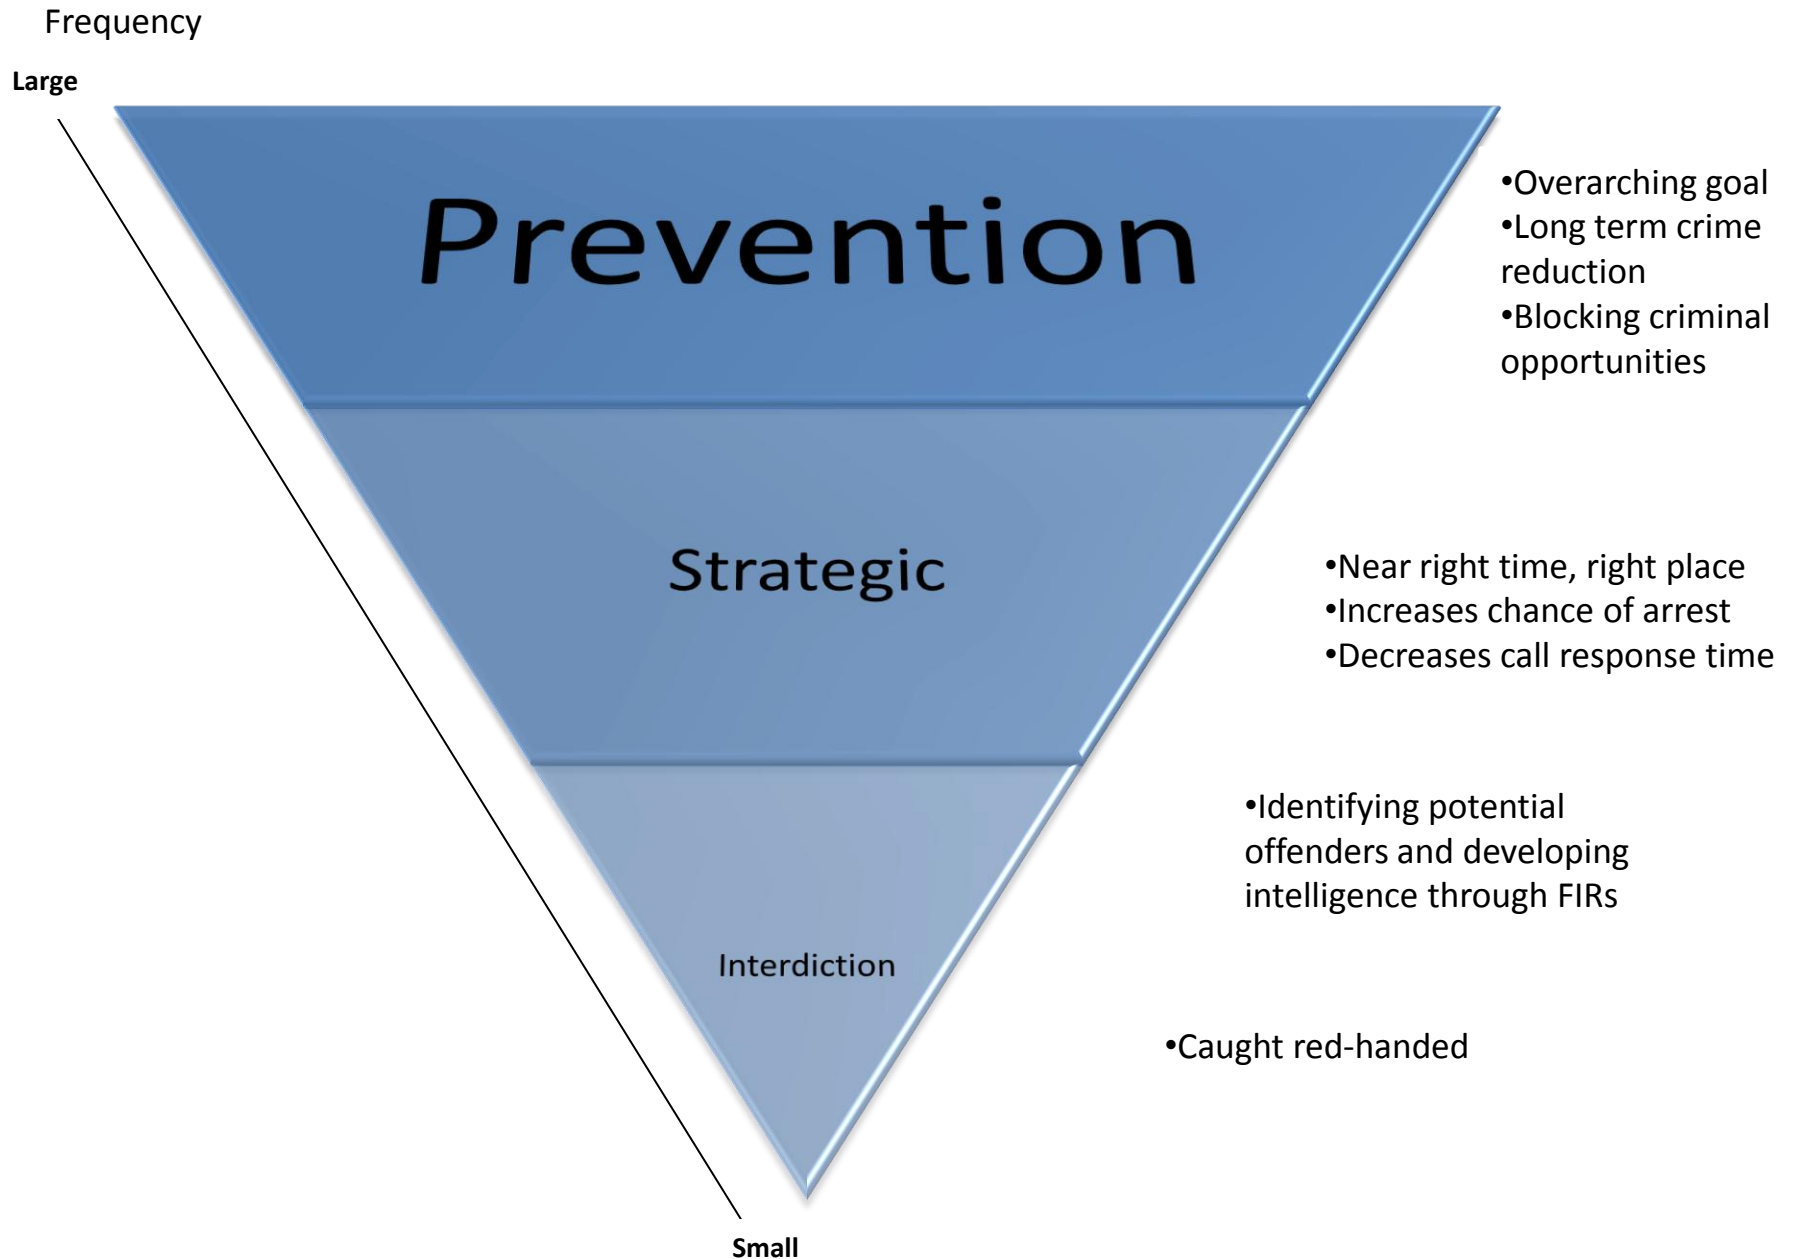 Frequency
Large
Prevention
•Overarching goal
•Long term crime
reduction
•Blocking criminal
opportunities
Strategic
•Near right time, right place
•Increases chance of arrest
•Decreases call response time
•Identifying potential
offenders and developing
intelligence through FIRs
Interdiction
•Caught red-handed
Small